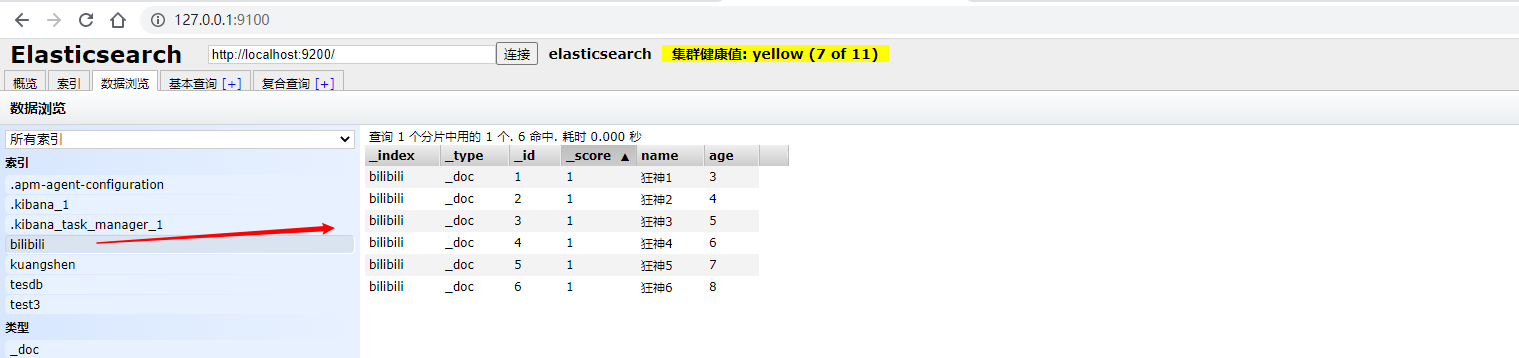 127.0.0.1:9100
Elasticsearch http://localhost:9200/ 连接 elasticsearch 集群健康值: yellow (7 of 11)
概览 索引 数据浏览 基本查询 [+] 复合查询 [+]
数据浏览
所有索引
索引
.apm-agent-configuration
.kibana_1
.kibana_task_manager_1
bilibili
kuangshen
tesdb
test3
类型
_doc
查询 1 个分片中用的 1 个. 6 命中. 耗时 0.000 秒
_index _type _id _score ▲ name age
bilibili _doc 1 1 狂神1 3
bilibili _doc 2 1 狂神2 4
bilibili _doc 3 1 狂神3 5
bilibili _doc 4 1 狂神4 6
bilibili _doc 5 1 狂神5 7
bilibili _doc 6 1 狂神6 8